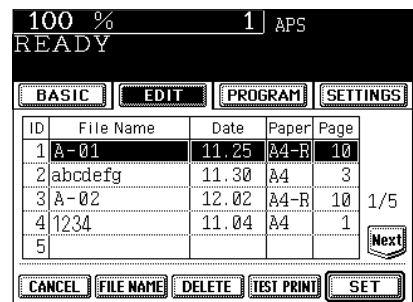 100 % 1 APS
READY
BASIC EDIT PROGRAM SETTINGS
ID File Name Date Paper Page
1 A-01 11.25 A4-R 10
2 abcdefg 11.30 A4 3
3 A-02 12.02 A4-R 10 1/5
4 1234 11.04 A4 1
5 Next
CANCEL FILE NAME DELETE TEST PRINT SET